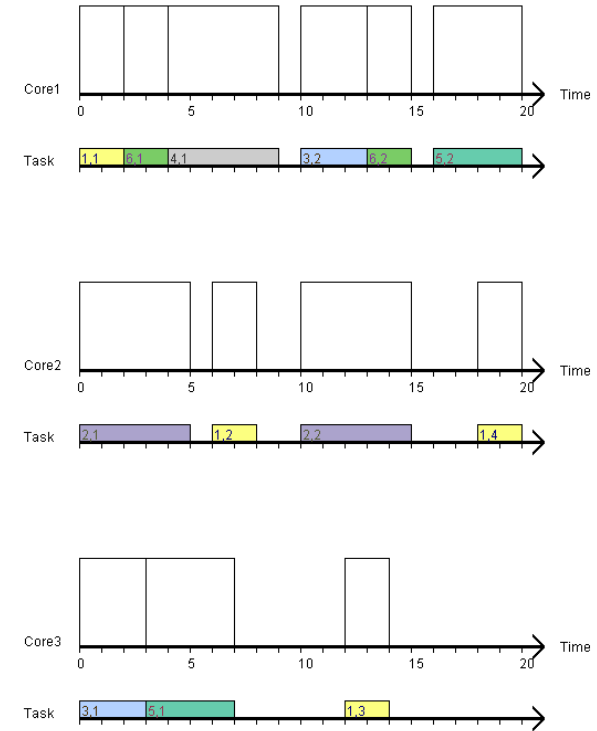 Core1
Time
0 5 10 15 20
Task
1,1 6,1 4,1 3,2 6,2 5,2
Core2
Time
0 5 10 15 20
Task
2,1 1,2 2,2 1,4
Core3
Time
0 5 10 15 20
Task
3,1 5,1 1,3